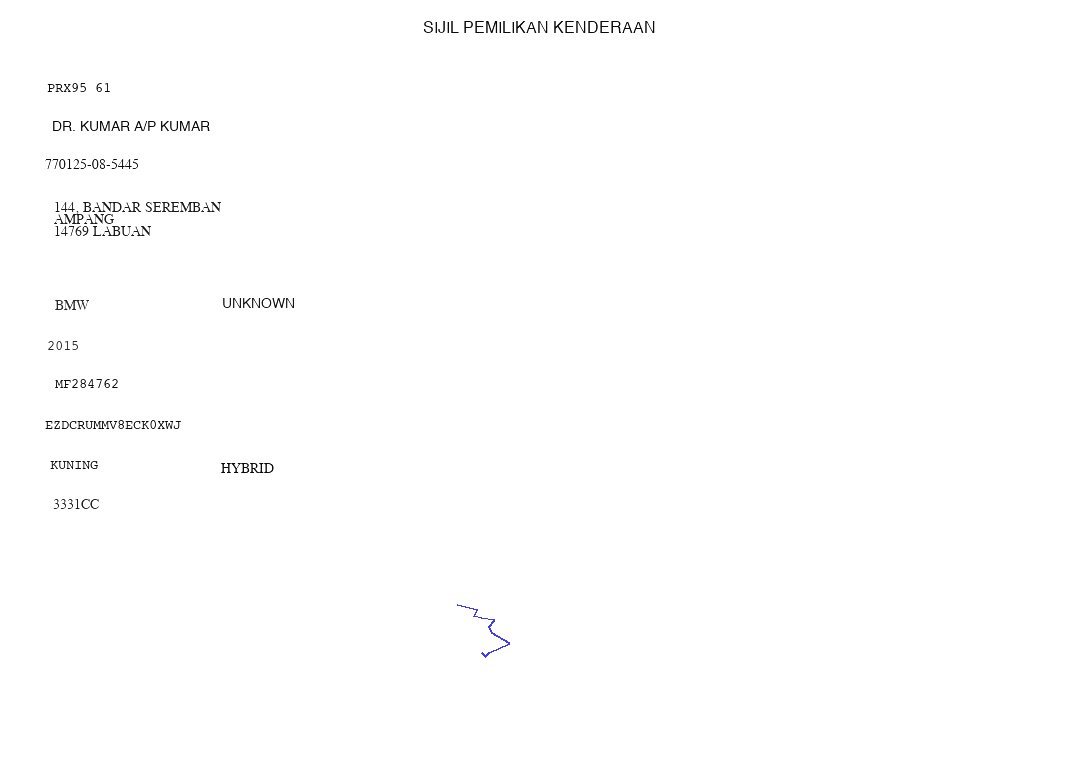 SIJIL PEMILIKAN KENDERAAN
PRX95 61
DR. KUMAR A/P KUMAR
770125-08-5445
144, BANDAR SEREMBAN
AMPANG
14769 LABUAN
BMW UNKNOWN
2015
MF284762
EZDCRUMMV8ECK0XWJ
KUNING HYBRID
3331CC